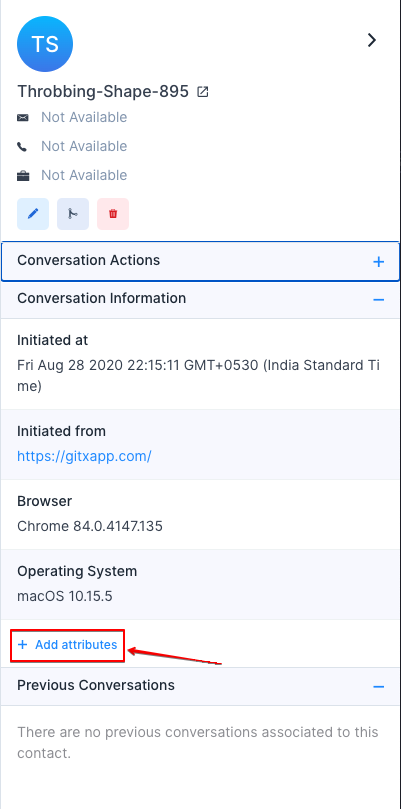 TS
Throbbing-Shape-895
Not Available
Not Available
Not Available
Conversation Actions
Conversation Information
Initiated at
Fri Aug 28 2020 22:15:11 GMT+0530 (India Standard Ti
me)
Initiated from
https://gitxapp.com/
Browser
Chrome 84.0.4147.135
Operating System
macOS 10.15.5
+ Add attributes
Previous Conversations
There are no previous conversations associated to this
contact.